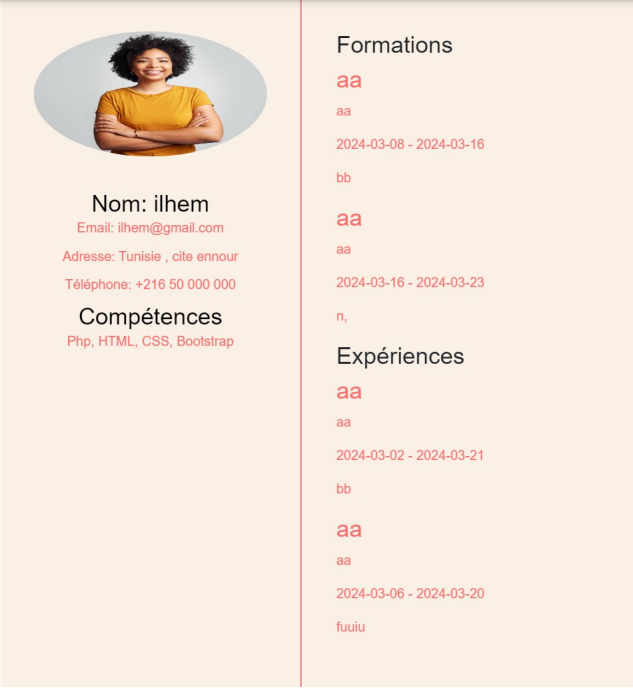 Nom: ilhem
Email: ilhem@gmail.com
Adresse: Tunisie , cite ennour
Téléphone: +216 50 000 000
Compétences
Php, HTML, CSS, Bootstrap
Formations
aa
aa
2024-03-08 - 2024-03-16
bb
aa
aa
2024-03-16 - 2024-03-23
n,
Expériences
aa
aa
2024-03-02 - 2024-03-21
bb
aa
aa
2024-03-06 - 2024-03-20
fuuiu